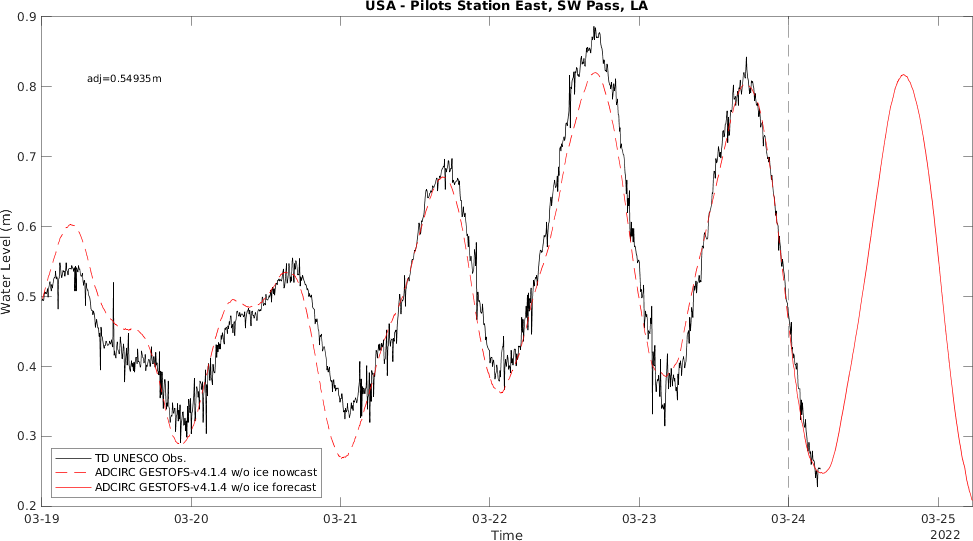 USA - Pilots Station East, SW Pass, LA
0.9
adj=0.54935m
0.8
0.7
0.6
Water Level (m)
0.5
0.4
0.3
TD UNESCO Obs.
ADCIRC GESTOFS-v4.1.4 w/o ice nowcast
ADCIRC GESTOFS-v4.1.4 w/o ice forecast
0.2
03-19 03-20 03-21 03-22 03-23 03-24 03-25
Time
2022